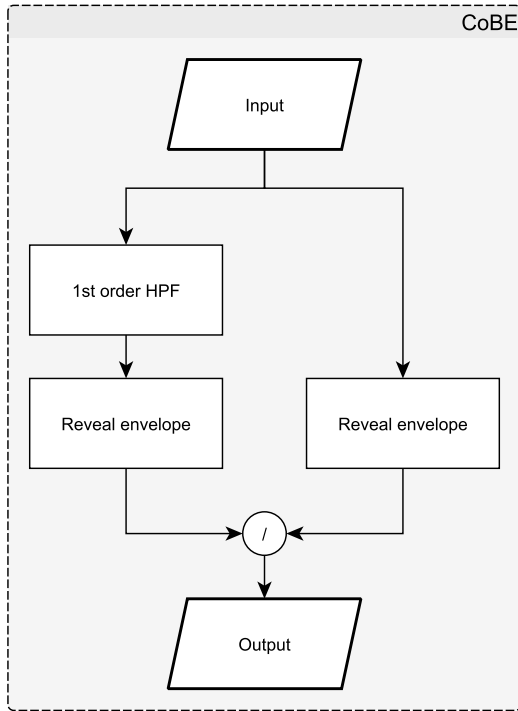 CoBE
Input
1st order HPF
Reveal envelope
Reveal envelope
/
Output